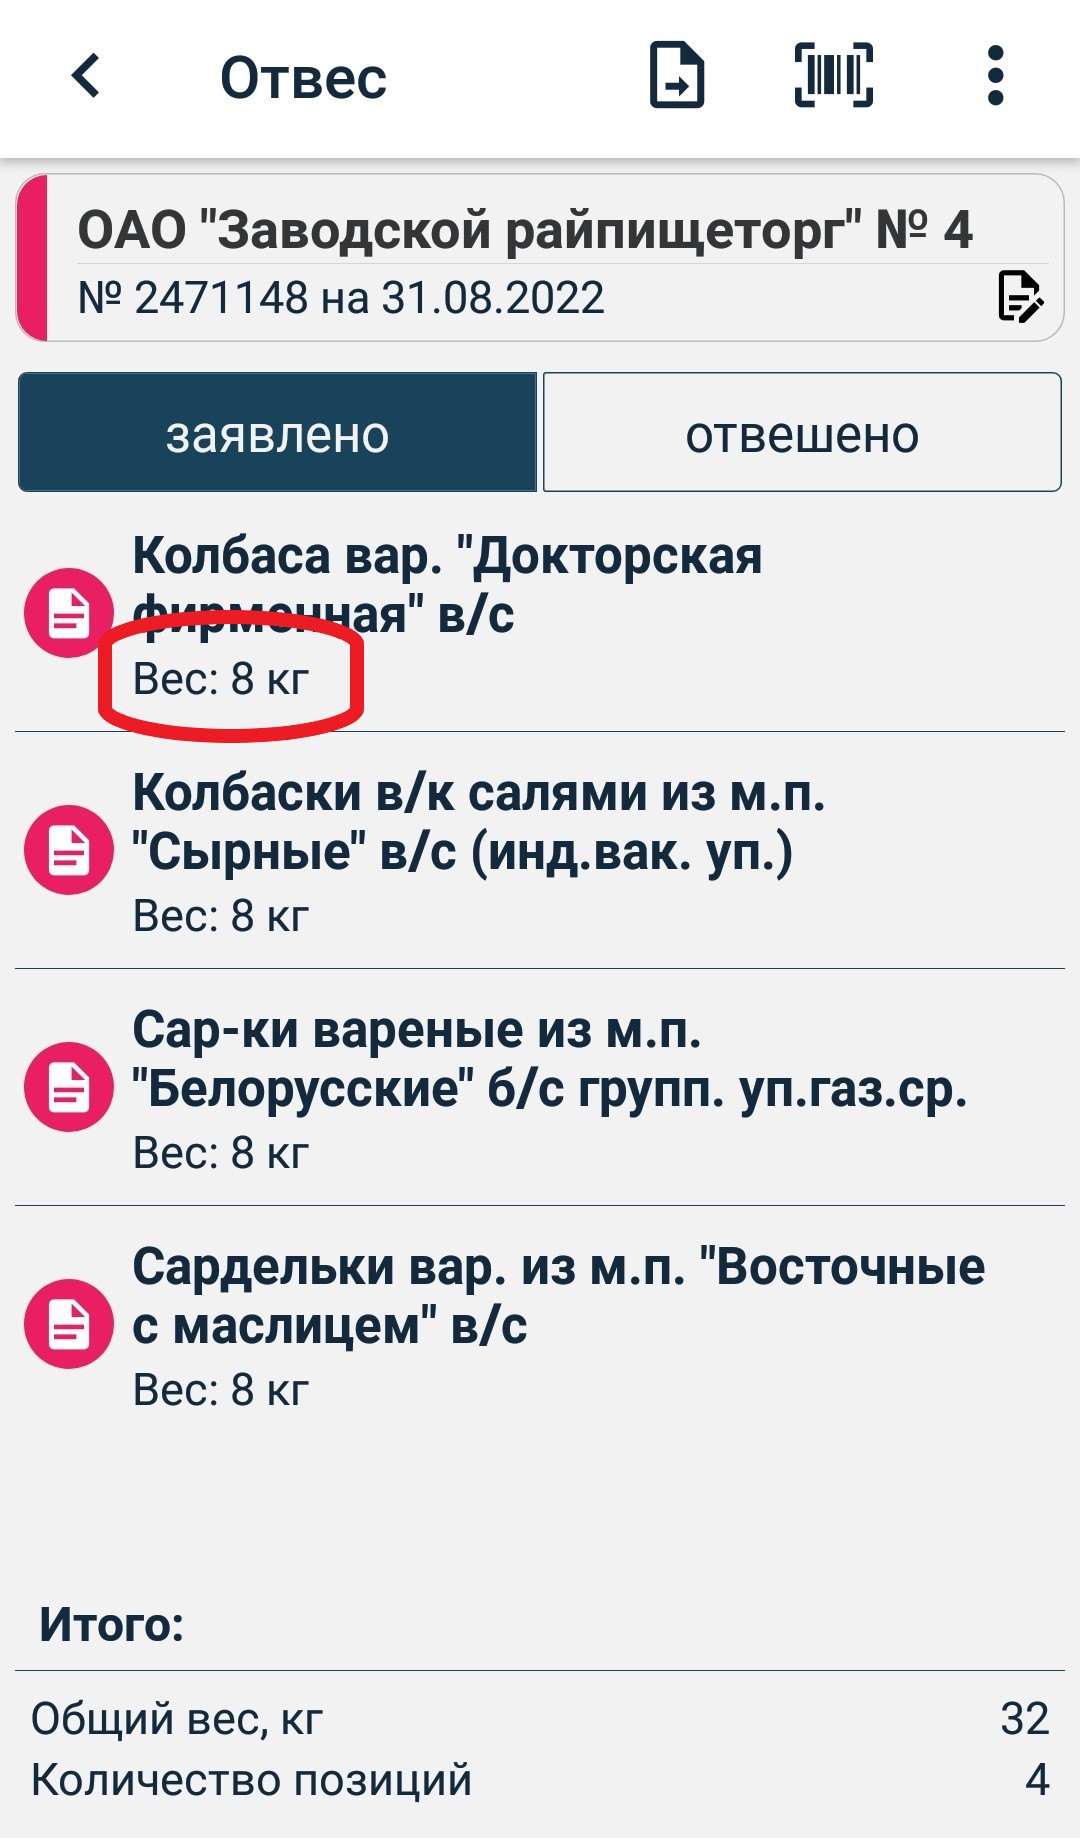 Отвес
ОАО "Заводской райпищеторг" № 4
№ 2471148 на 31.08.2022
заявлено
отвешено
Колбаса вар. "Докторская
фирменная" в/с
Вес: 8 кг
Колбаски в/к салями из м.п.
"Сырные" в/с (инд.вак. уп.)
Вес: 8 кг
Сар-ки вареные из м.п.
"Белорусские" б/с групп. уп.газ.ср.
Вес: 8 кг
Сардельки вар. из м.п. "Восточные
с маслицем" в/с
Вес: 8 кг
Итого:
Общий вес, кг 32
Количество позиций 4